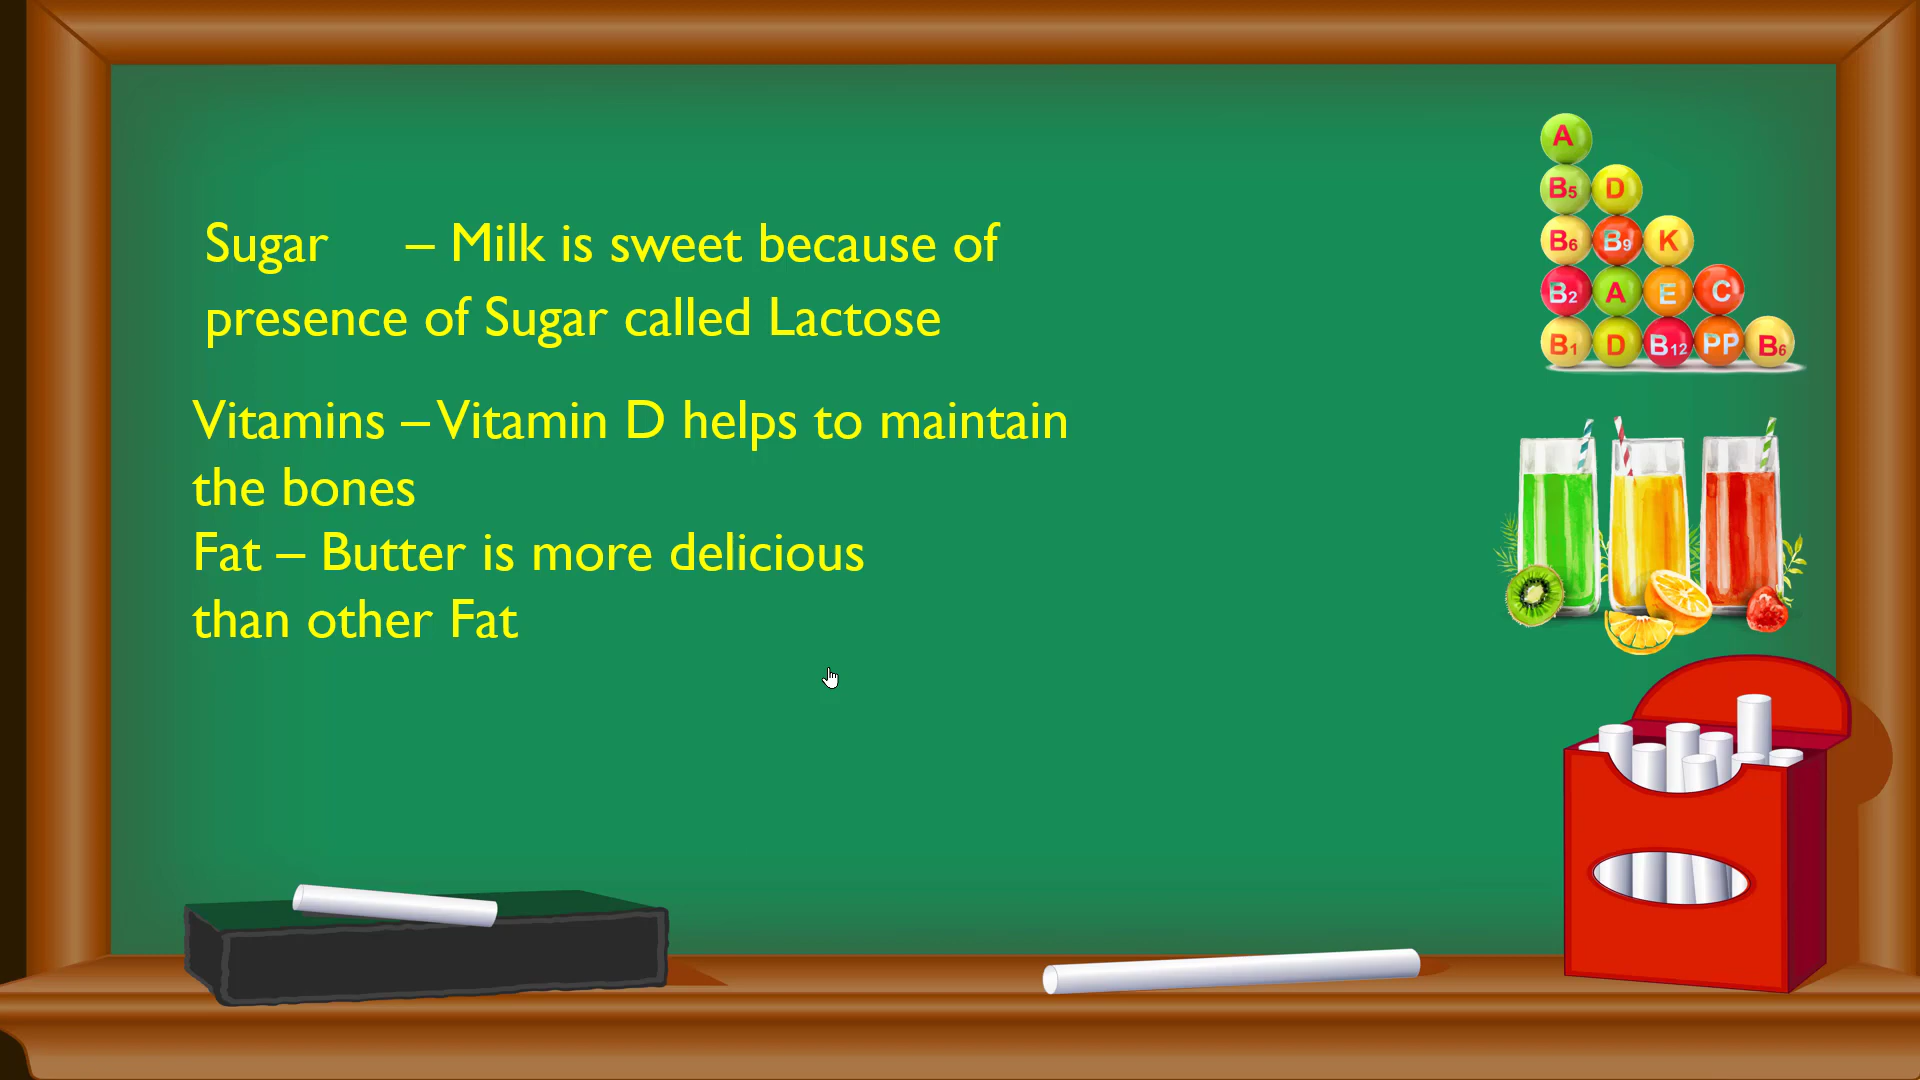 Sugar – Milk is sweet because of
presence of Sugar called Lactose
Vitamins – Vitamin D helps to maintain
the bones
Fat – Butter is more delicious
than other Fat
A
B5 D
B6 B9 K
B2 A E C
B1 D B12 PP B6